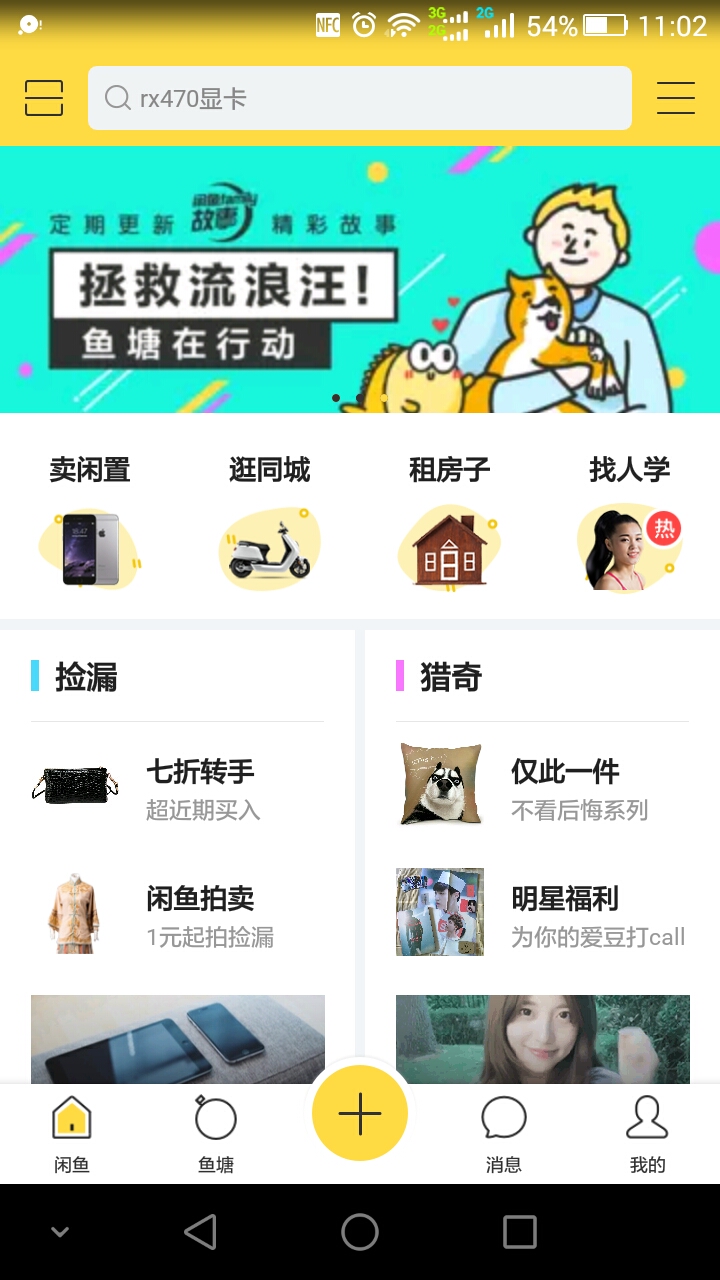 NFC 3G 2G 2G 54% 11:02
rx470显卡
闲鱼family
定期更新 故事 精彩故事
拯救流浪汪!
鱼塘在行动
卖闲置 逛同城 租房子 找人学
热
捡漏 猎奇
七折转手 仅此一件
超近期买入 不看后悔系列
闲鱼拍卖 明星福利
1元起拍捡漏 为你的爱豆打call
闲鱼 鱼塘 消息 我的